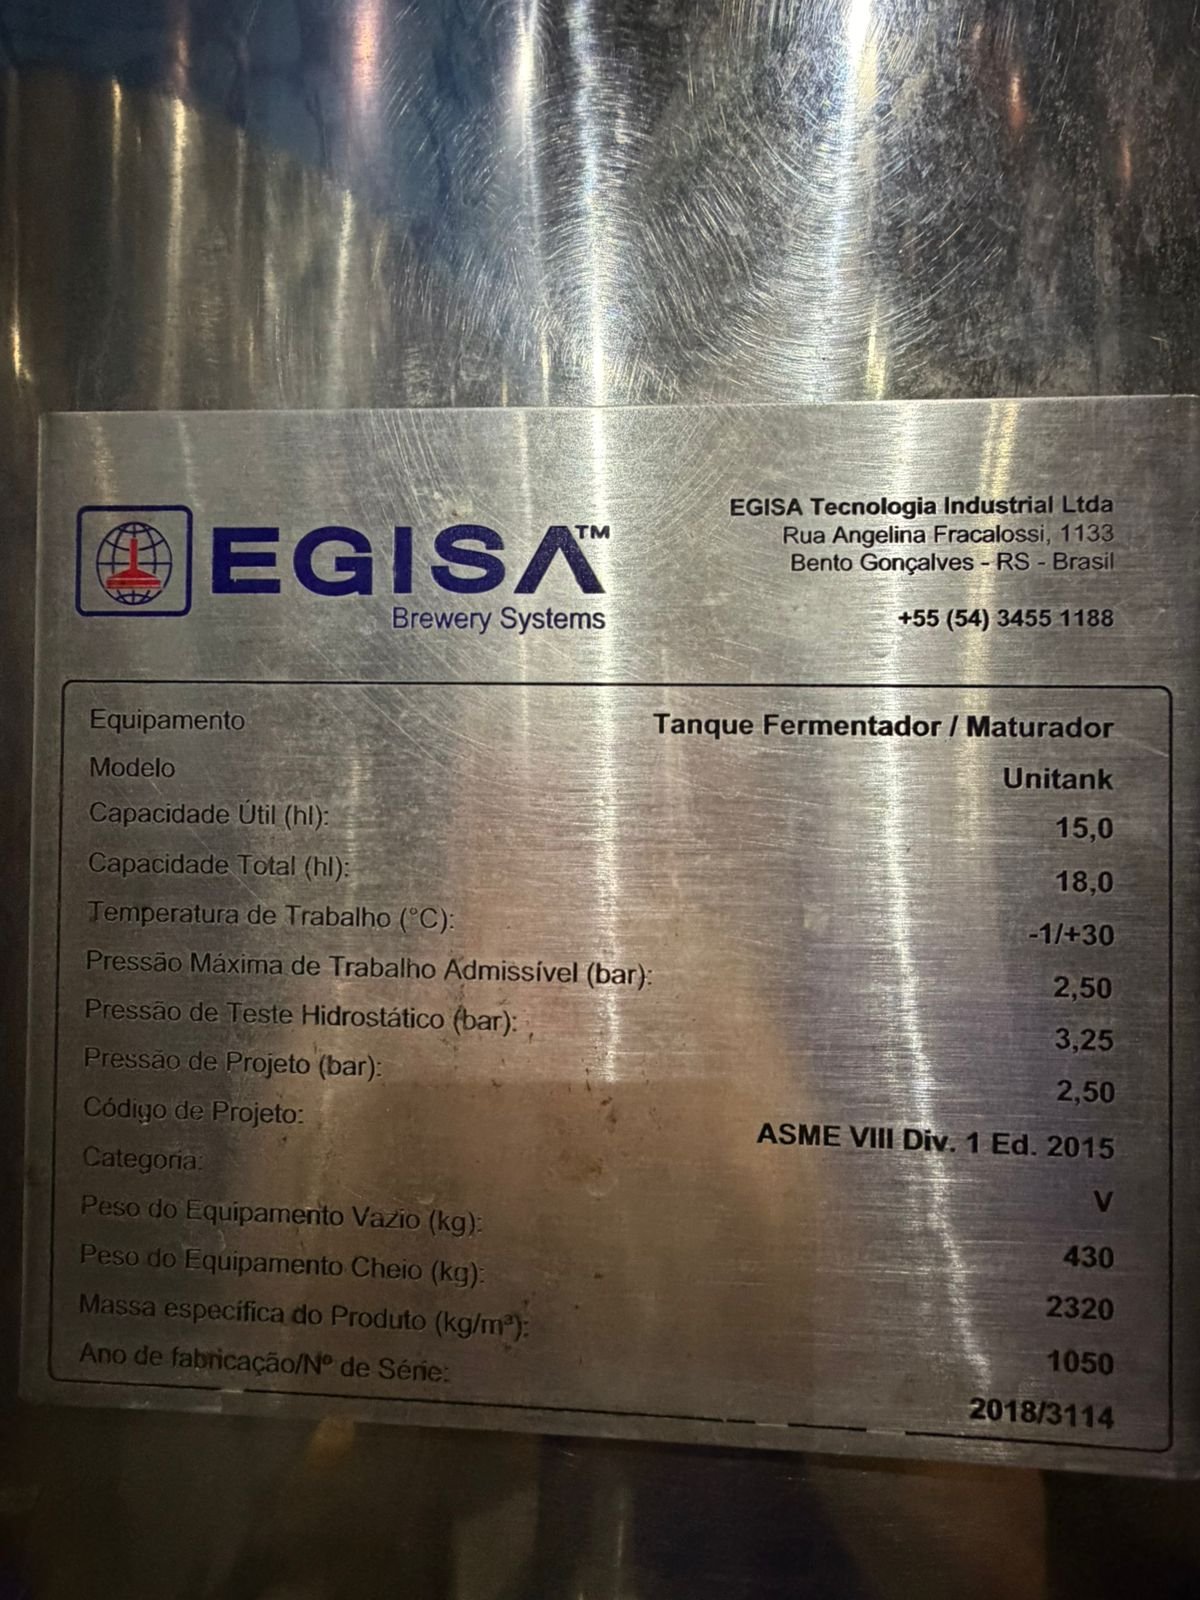 EGISA™
Brewery Systems
EGISA Tecnologia Industrial Ltda
Rua Angelina Fracalossi, 1133
Bento Gonçalves - RS - Brasil
+55 (54) 3455 1188
Equipamento Tanque Fermentador / Maturador
Modelo Unitank
Capacidade Útil (hl): 15,0
Capacidade Total (hl): 18,0
Temperatura de Trabalho (°C): -1/+30
Pressão Máxima de Trabalho Admissível (bar): 2,50
Pressão de Teste Hidrostático (bar): 3,25
Pressão de Projeto (bar): 2,50
Código de Projeto: ASME VIII Div. 1 Ed. 2015
Categoria: V
Peso do Equipamento Vazio (kg): 430
Peso do Equipamento Cheio (kg): 2320
Massa específica do Produto (kg/m³): 1050
Ano de fabricação/Nº de Série: 2018/3114